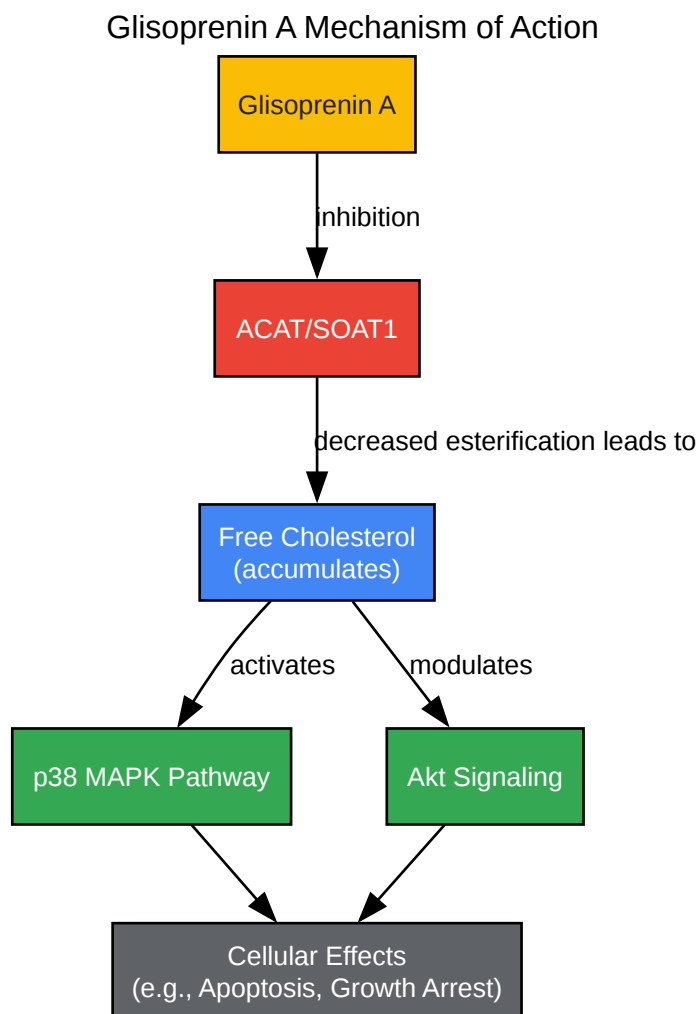 Glisoprenin A Mechanism of Action
Glisoprenin A
inhibition
ACAT/SOAT1
decreased esterification leads to
Free Cholesterol
(accumulates)
activates
modulates
p38 MAPK Pathway
Akt Signaling
Cellular Effects
(e.g., Apoptosis, Growth Arrest)